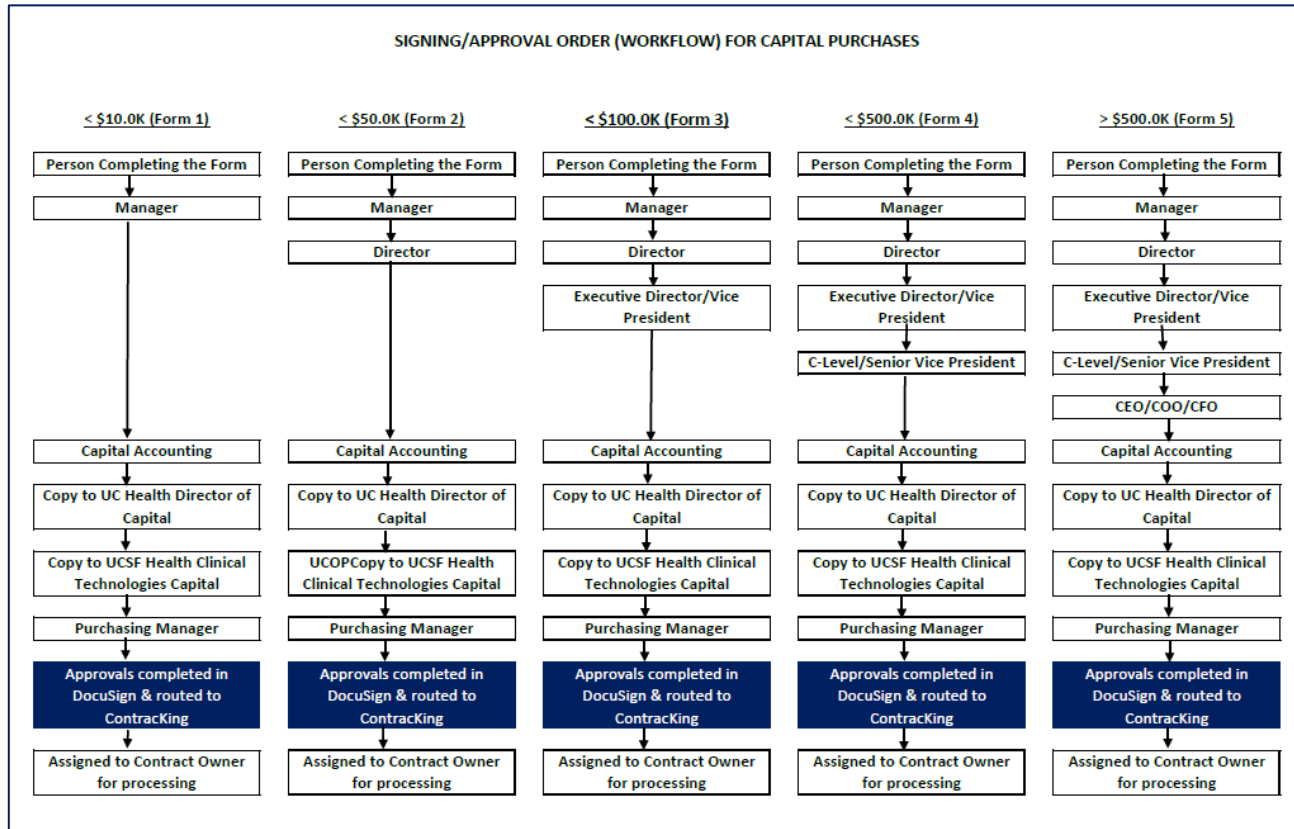 SIGNING/APPROVAL ORDER (WORKFLOW) FOR CAPITAL PURCHASES
< $10.0K (Form 1)
Person Completing the Form
Manager
Capital Accounting
Copy to UC Health Director of
Capital
Copy to UCSF Health Clinical
Technologies Capital
Purchasing Manager
Approvals completed in
DocuSign & routed to
ContracKing
Assigned to Contract Owner
for processing
< $50.0K (Form 2)
Person Completing the Form
Manager
Director
Capital Accounting
Copy to UC Health Director of
Capital
UCOPCopy to UCSF Health
Clinical Technologies Capital
Purchasing Manager
Approvals completed in
DocuSign & routed to
ContracKing
Assigned to Contract Owner
for processing
< $100.0K (Form 3)
Person Completing the Form
Manager
Director
Executive Director/Vice
President
Capital Accounting
Copy to UC Health Director of
Capital
Copy to UCSF Health Clinical
Technologies Capital
Purchasing Manager
Approvals completed in
DocuSign & routed to
ContracKing
Assigned to Contract Owner
for processing
< $500.0K (Form 4)
Person Completing the Form
Manager
Director
Executive Director/Vice
President
C-Level/Senior Vice President
Capital Accounting
Copy to UC Health Director of
Capital
Copy to UCSF Health Clinical
Technologies Capital
Purchasing Manager
Approvals completed in
DocuSign & routed to
ContracKing
Assigned to Contract Owner
for processing
> $500.0K (Form 5)
Person Completing the Form
Manager
Director
Executive Director/Vice
President
C-Level/Senior Vice President
CEO/COO/CFO
Capital Accounting
Copy to UC Health Director of
Capital
Copy to UCSF Health Clinical
Technologies Capital
Purchasing Manager
Approvals completed in
DocuSign & routed to
ContracKing
Assigned to Contract Owner
for processing